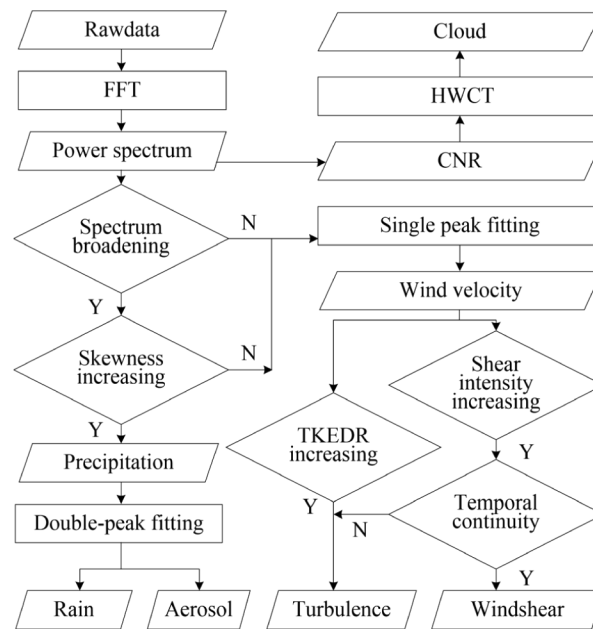 Rawdata
Cloud
FFT
HWCT
Power spectrum
CNR
Spectrum
broadening
N
Single peak fitting
Y
Wind velocity
Skewness
increasing
N
Shear
intensity
increasing
Y
TKEDR
increasing
Y
Precipitation
Temporal
continuity
Y
N
Double-peak fitting
Y
Rain
Aerosol
Turbulence
Windshear